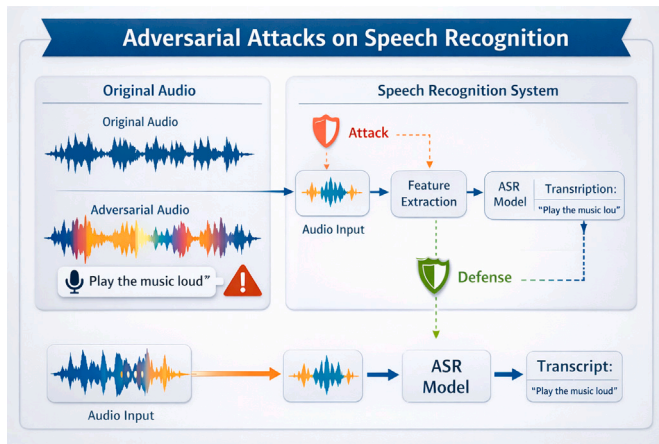 Adversarial Attacks on Speech Recognition
Original Audio
Original Audio
Adversarial Audio
Play the music loud”
Speech Recognition System
Attack
Audio Input
Feature
Extraction
ASR
Model
Transcription:
“Play the music lou”
Defense
Audio Input
ASR
Model
Transcript:
“Play the music loud”